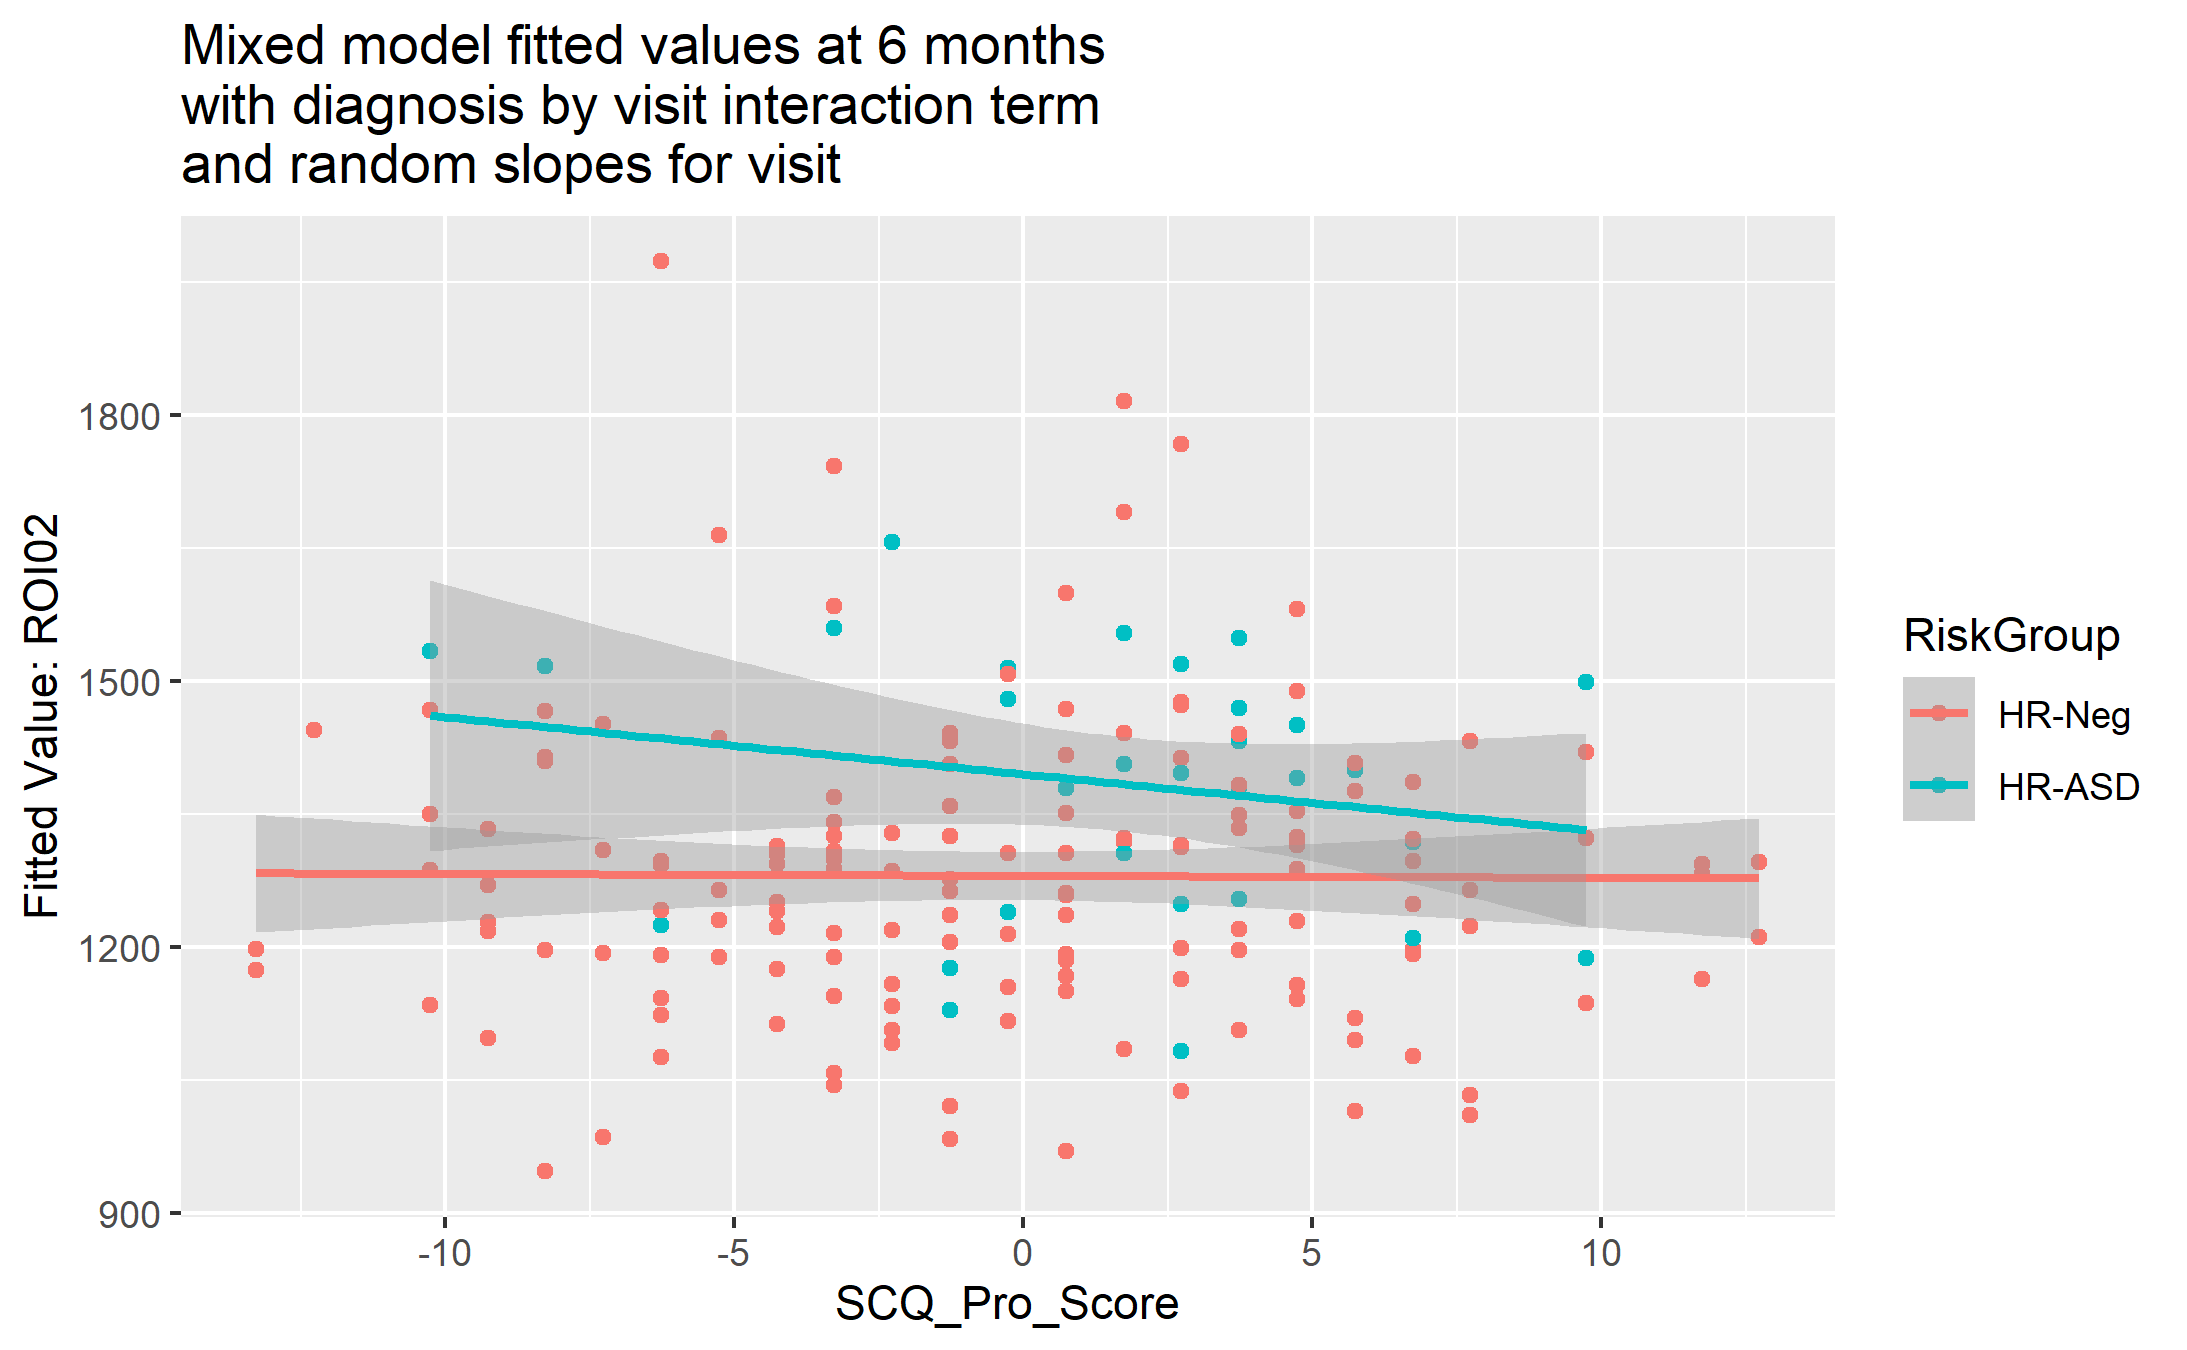 Mixed model fitted values at 6 months
with diagnosis by visit interaction term
and random slopes for visit
Fitted Value: ROI02
1800
1500
1200
900
-10
-5
0
5
10
SCQ_Pro_Score
RiskGroup
HR-Neg
HR-ASD